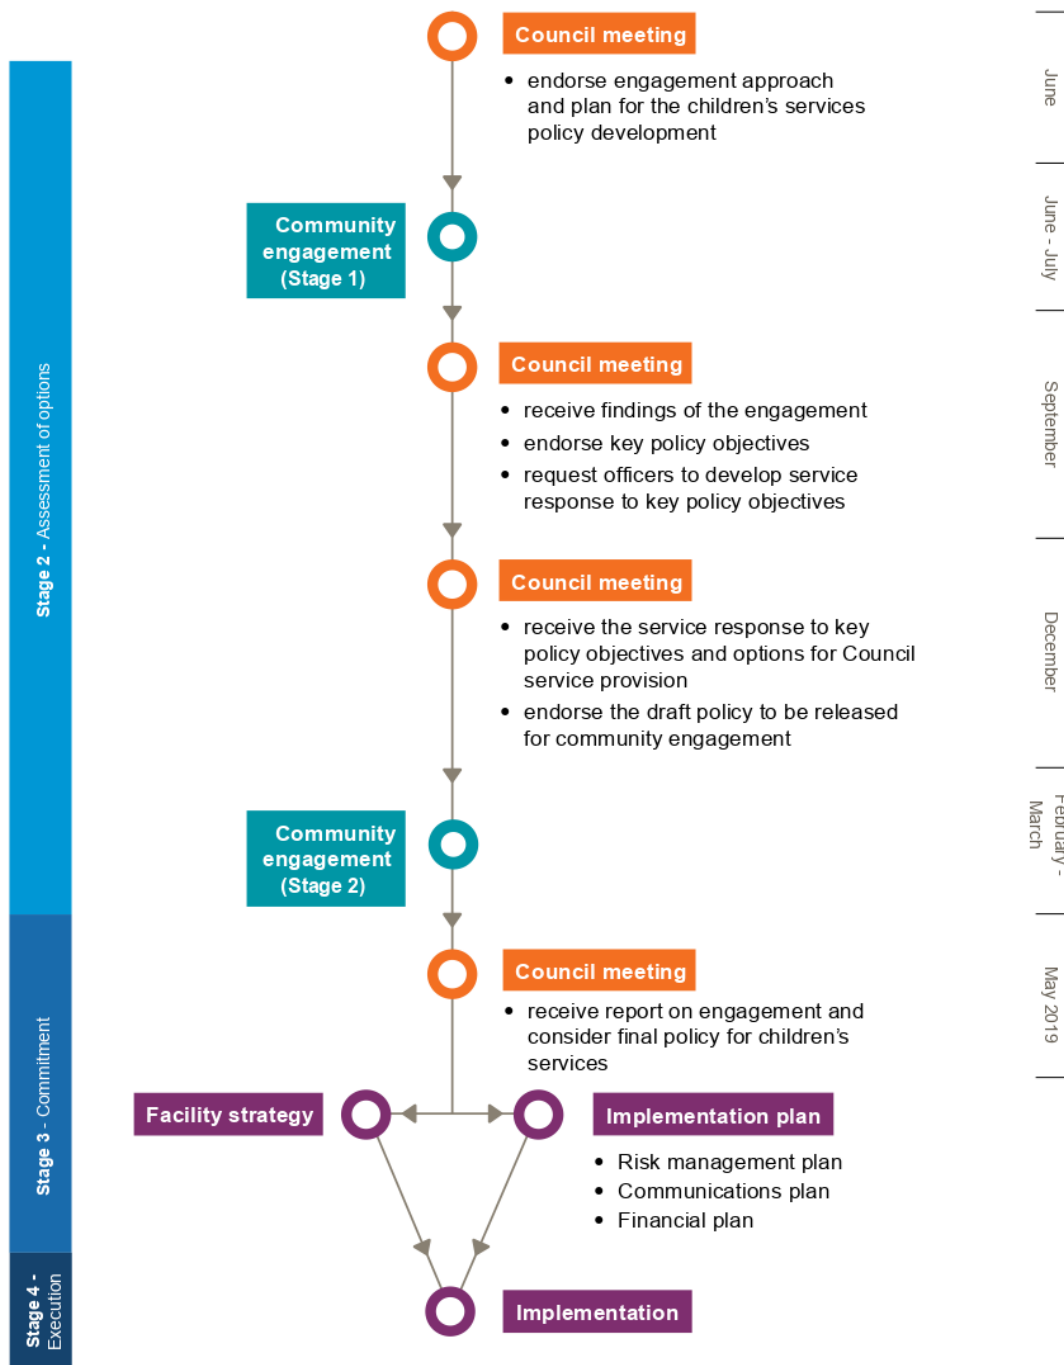 Council meeting
• endorse engagement approach
and plan for the children's services
policy development
June
Community
engagement
(Stage 1)
June - July
Council meeting
• receive findings of the engagement
• endorse key policy objectives
• request officers to develop service
response to key policy objectives
September
Stage 2 - Assessment of options
Council meeting
• receive the service response to key
policy objectives and options for Council
service provision
• endorse the draft policy to be released
for community engagement
December
Community
engagement
(Stage 2)
February -
March
Council meeting
• receive report on engagement and
consider final policy for children's
services
May 2019
Stage 3 - Commitment
Facility strategy
Implementation plan
• Risk management plan
• Communications plan
• Financial plan
Stage 4 -
Execution
Implementation